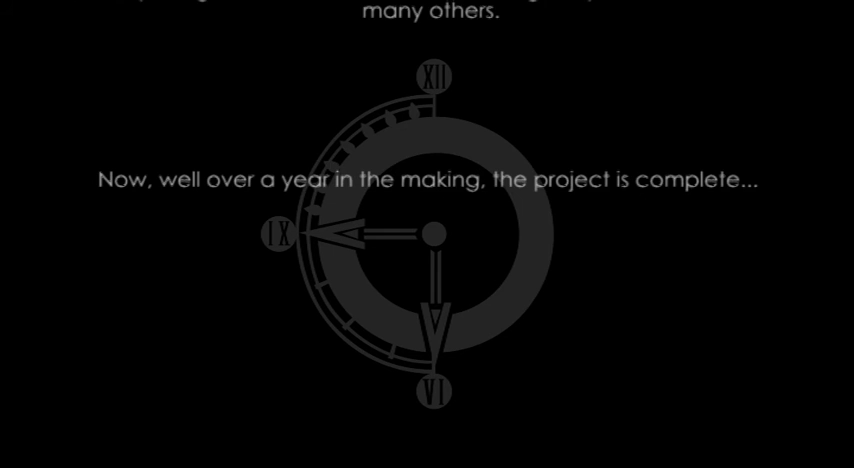 many others.
XII
Now, well over a year in the making, the project is complete...
IX
VI